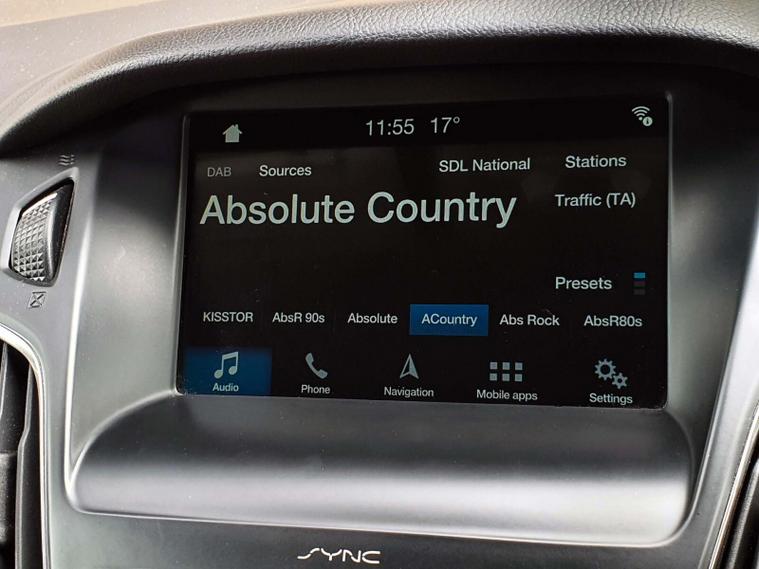 11:55 17°
DAB Sources SDL National Stations
Absolute Country Traffic (TA)
Presets
KISSTOR AbsR 90s Absolute ACountry Abs Rock AbsR80s
Audio Phone Navigation Mobile apps Settings
SYNC